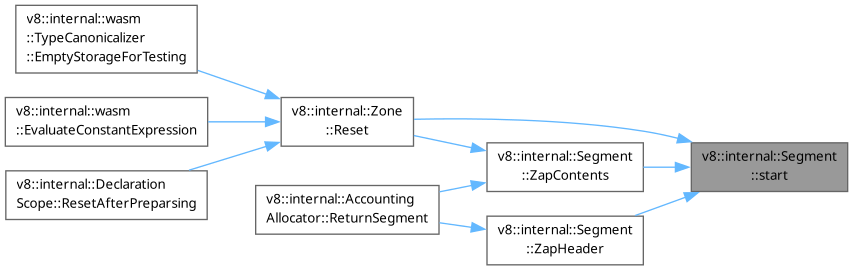 v8::internal::wasm
::TypeCanonicalizer
::EmptyStorageForTesting
v8::internal::wasm
::EvaluateConstantExpression
v8::internal::Declaration
Scope::ResetAfterPreparsing
v8::internal::Zone
::Reset
v8::internal::Accounting
Allocator::ReturnSegment
v8::internal::Segment
::ZapContents
v8::internal::Segment
::ZapHeader
v8::internal::Segment
::start